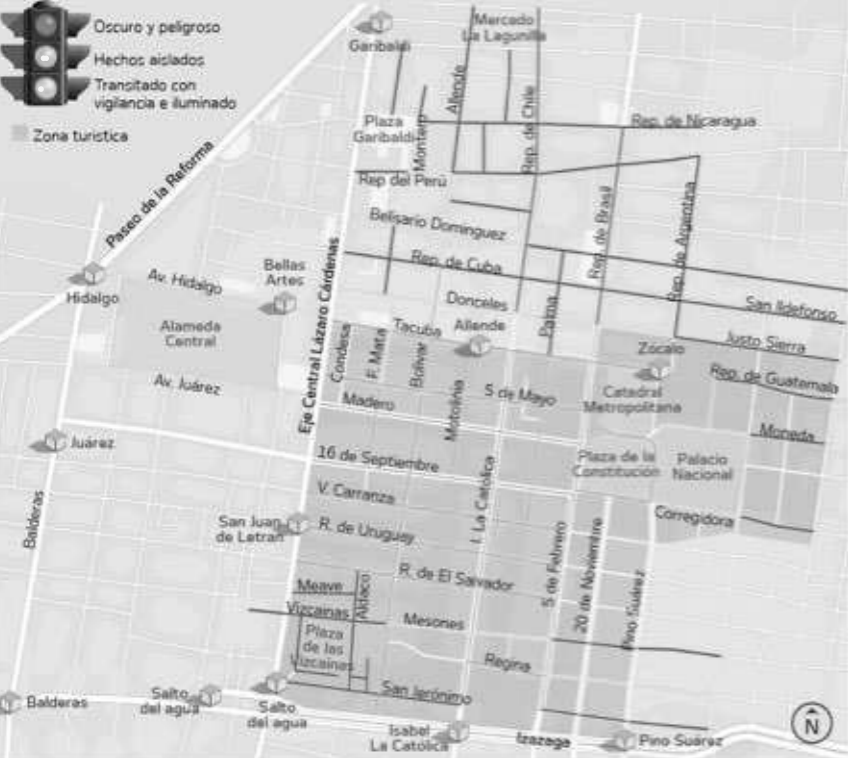 Oscuro y peligroso
Hechos aislados
Transitado con
vigilancia e iluminado
Zona turistica
Garibaldi
Mercado
La Lagunilla
Plaza
Garibaldi
Montero
Allende
Rep. de Chile
Rep. de Nicaragua
Paseo de la Reforma
Rep del Perú
Belisario Dominguez
Rep. de Brasil
Rep. de Argentina
Rep. de Cuba
Hidalgo
Av. Hidalgo
Bellas
Artes
Eje Central Lázaro Cárdenas
Donceles
Palma
San Ildefonso
Alameda
Central
Tacuba
Allende
Justo Sierra
Zócalo
Condesa
F. Mata
Bolívar
Motolinia
Av. Juárez
5 de Mayo
Catedral
Metropolitana
Rep. de Guatemala
Madero
Moneda
Juárez
16 de Septiembre
Plaza de la
Constitución
Palacio
Nacional
V. Carranza
I. La Católica
Balderas
San Juan
de Letran
R. de Uruguay
Corregidora
5 de Febrero
20 de Noviembre
Pino Suárez
R. de El Salvador
Meave
Aldaco
Vizcainas
Mesones
Plaza
de las
Vizcainas
Regina
San Jerónimo
Balderas
Salto
del agua
Salto
del agua
Isabel
La Católica
Izazaga
Pino Suárez
N